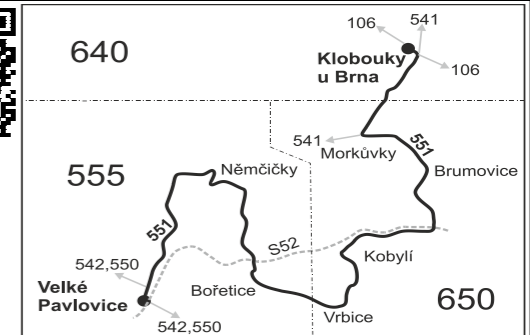 106
541
640
Klobouky
u Brna
106
541
Morkůvky
551
Brumovice
555
Němčičky
551
S52
Kobylí
542,550
Velké
Pavlovice
Bořetice
650
Vrbice
542,550